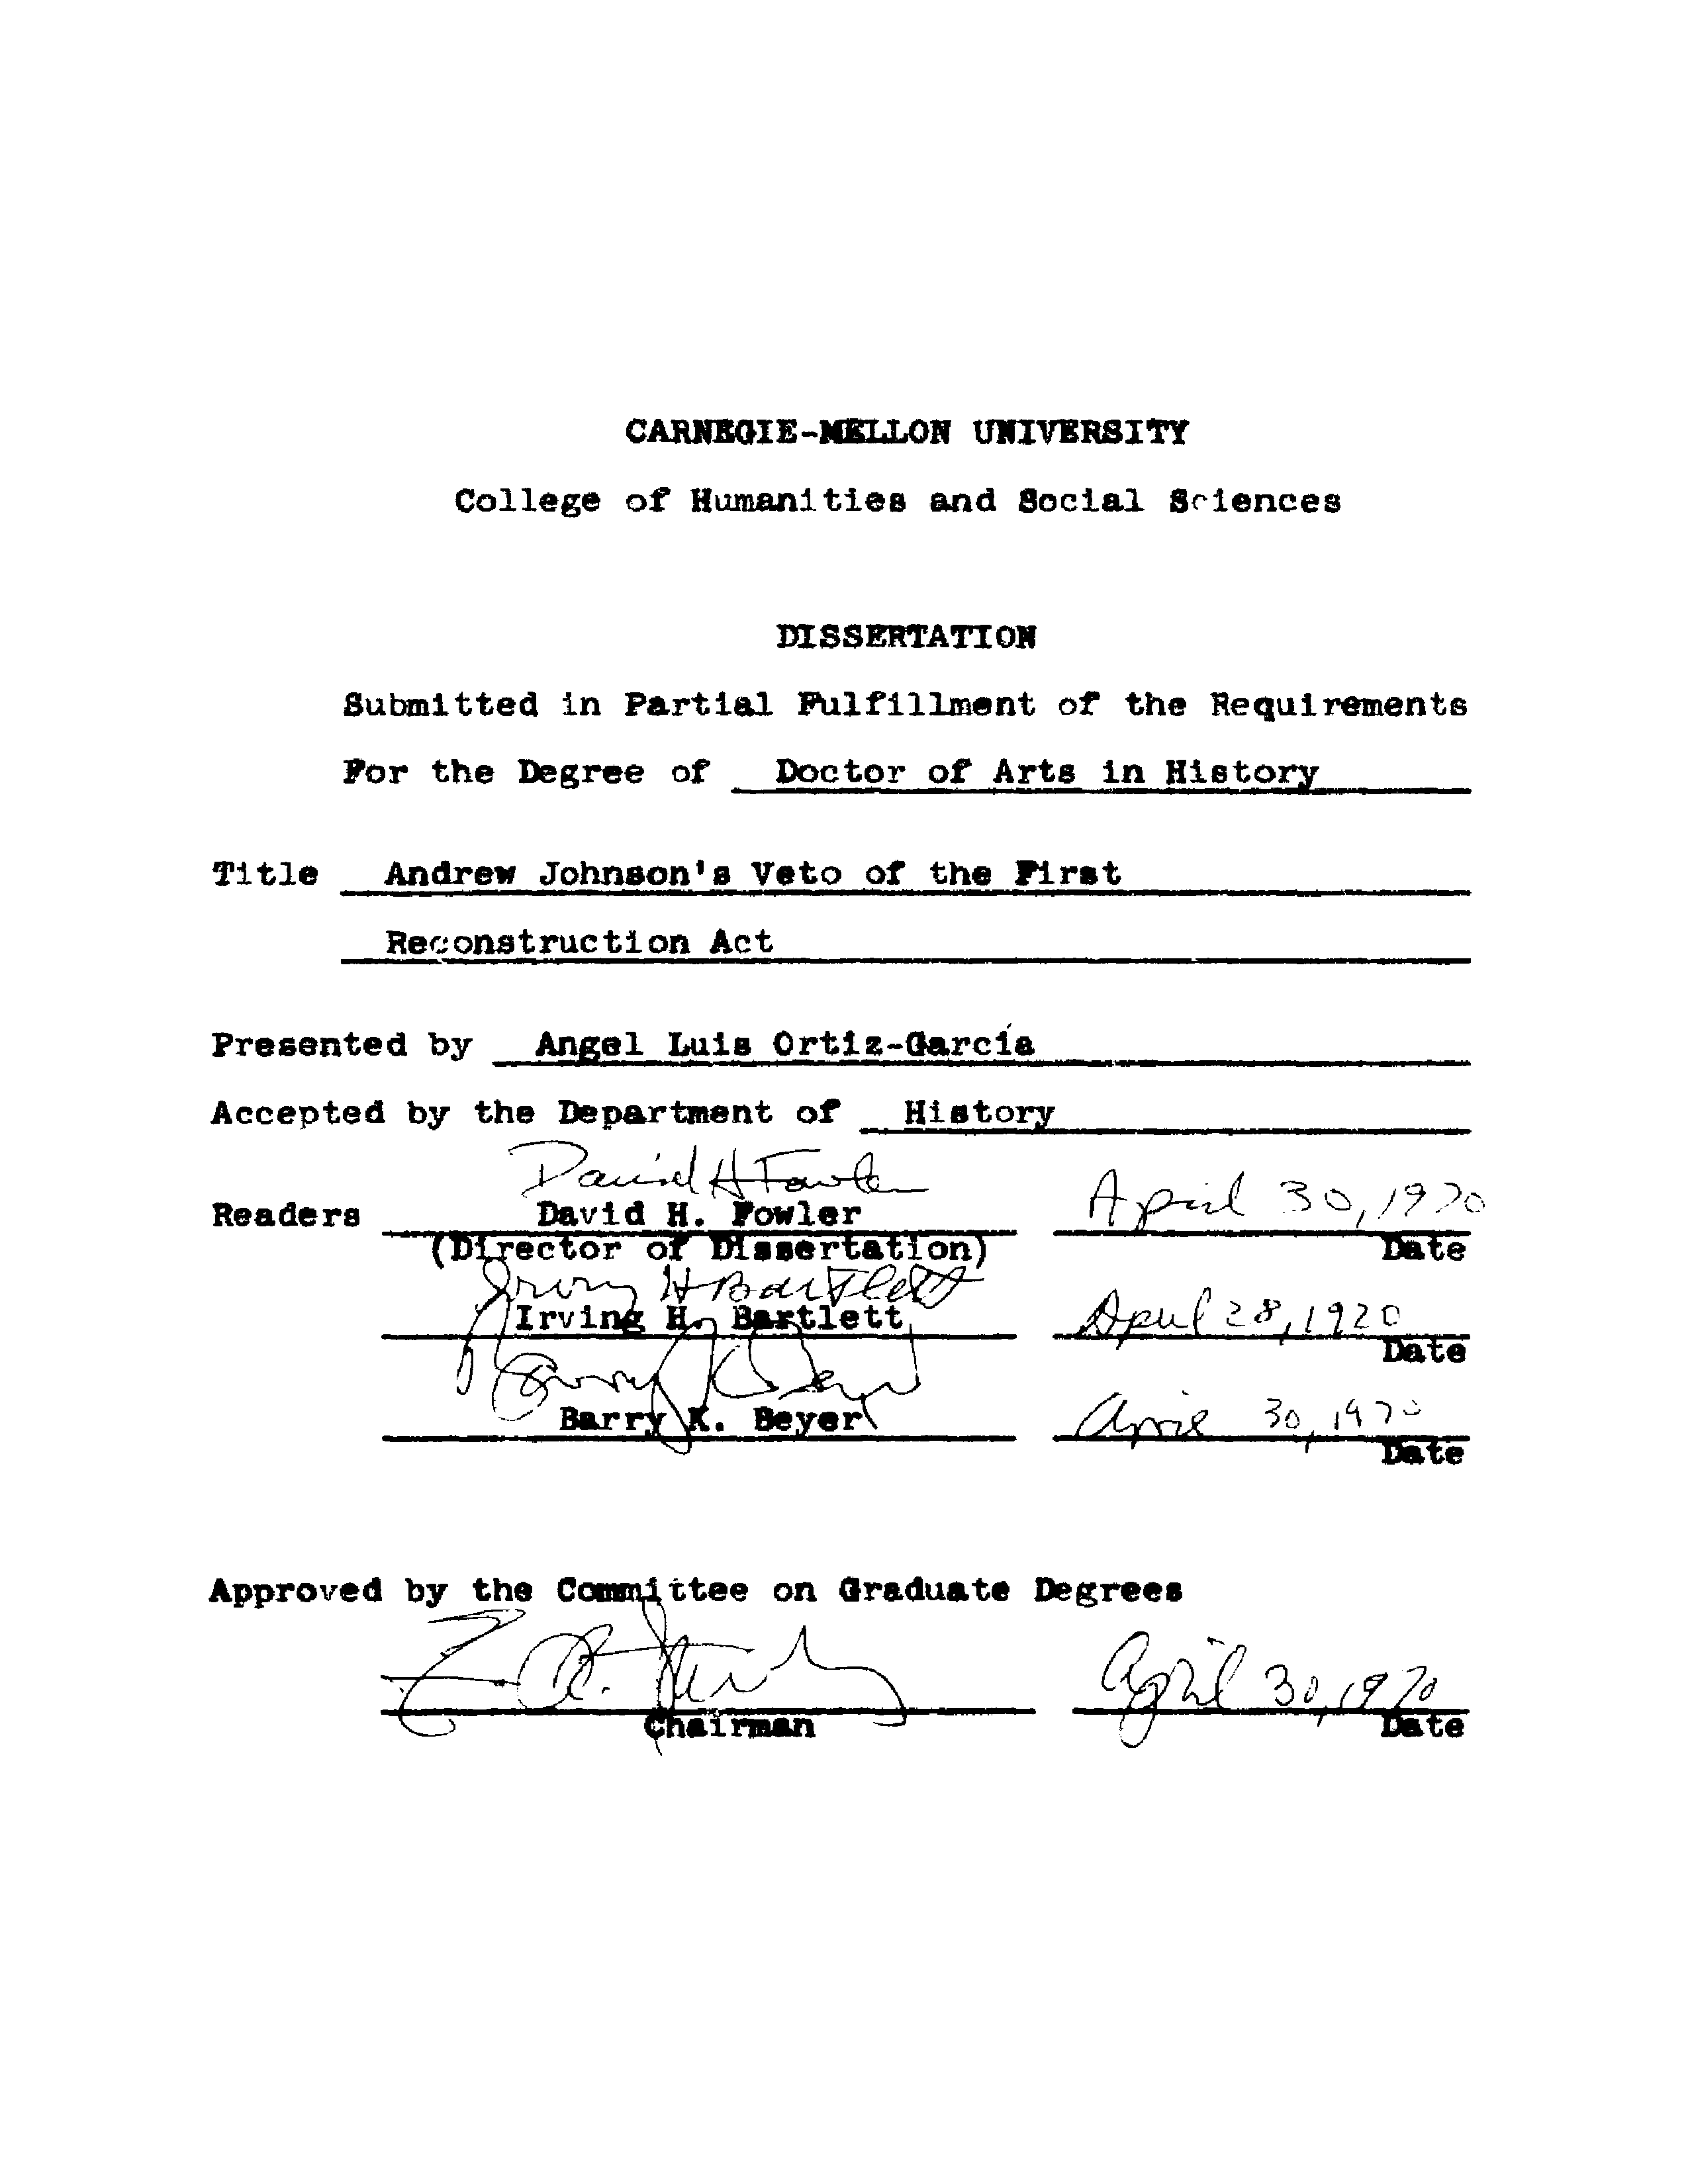 CARNEGIE-MELLON UNIVERSITY
College of Humanities and Social Sciences
DISSERTATION
Submitted in Partial Fulfillment of the Requirements
For the Degree of Doctor of Arts in History
Title Andrew Johnson's Veto of the First
Reconstruction Act
Presented by Angel Luis Ortiz-García
Accepted by the Department of History
David H Fowler April 30, 1970
Readers David H. Fowler
(Director of Dissertation) Date
Irving H Bartlett
Irving H. Bartlett April 28, 1970
Date
Barry K Beyer
Barry K. Beyer April 30, 1970
Date
Approved by the Committee on Graduate Degrees
April 30, 1970
Chairman Date